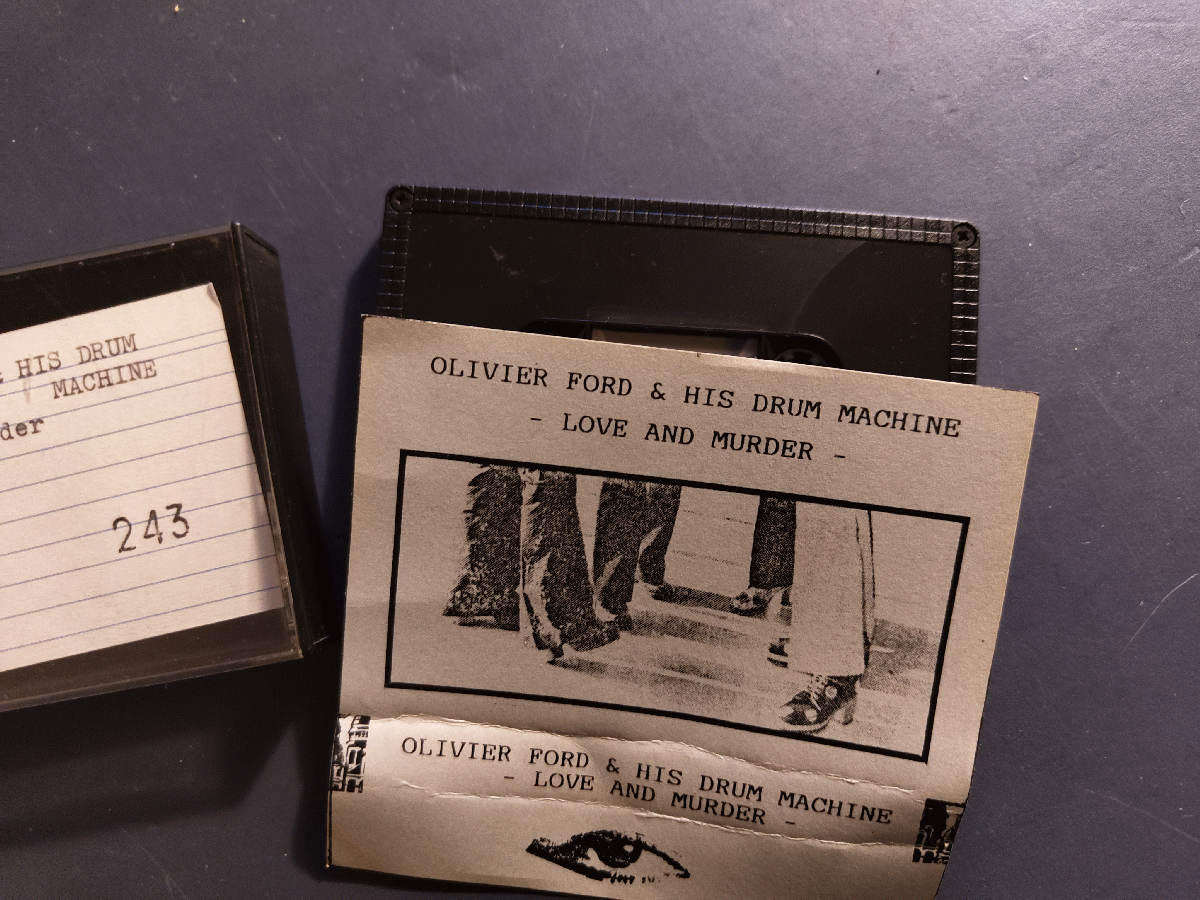 & HIS DRUM
MACHINE
der
243
OLIVIER FORD & HIS DRUM MACHINE
- LOVE AND MURDER -
OLIVIER FORD & HIS DRUM MACHINE
- LOVE AND MURDER -